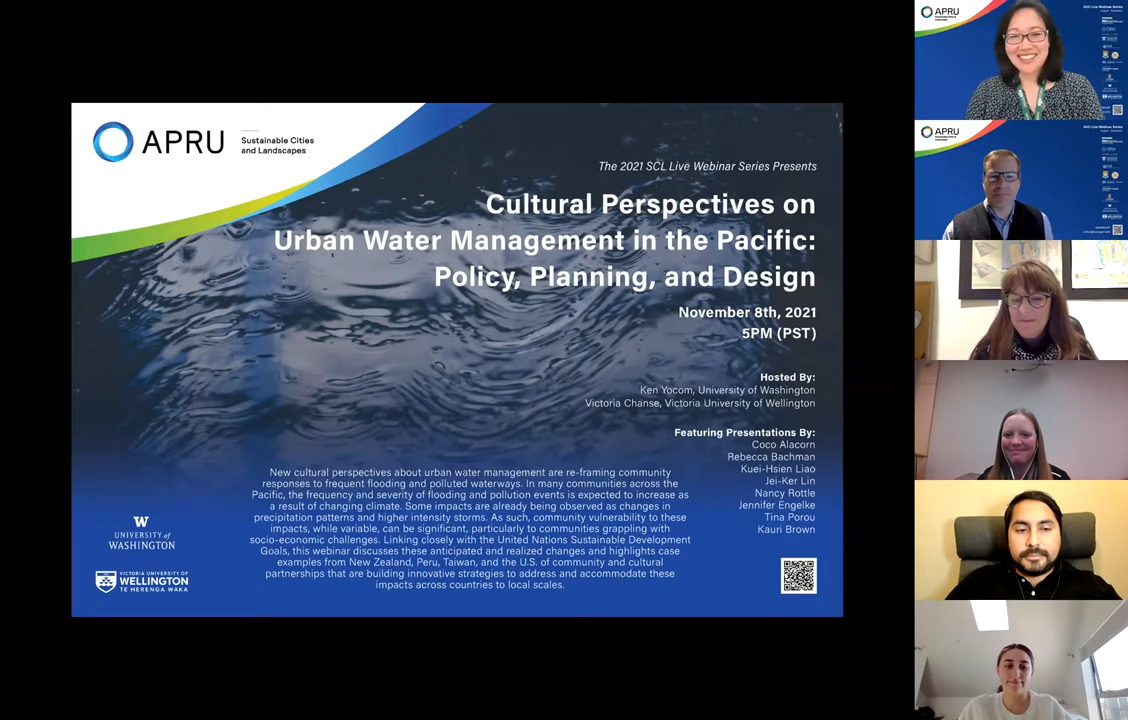 APRU
Sustainable Cities
and Landscapes
The 2021 SCL Live Webinar Series Presents
Cultural Perspectives on
Urban Water Management in the Pacific:
Policy, Planning, and Design
November 8th, 2021
5PM (PST)
Hosted By:
Ken Yocom, University of Washington
Victoria Chanse, Victoria University of Wellington
Featuring Presentations By:
Coco Alacorn
Rebecca Bachman
Kuei-Hsien Liao
Jei-Ker Lin
Nancy Rottle
Jennifer Engelke
Tina Porou
Kauri Brown
New cultural perspectives about urban water management are re-framing community
responses to frequent flooding and polluted waterways. In many communities across the
Pacific, the frequency and severity of flooding and pollution events is expected to increase as
a result of changing climate. Some impacts are already being observed as changes in
precipitation patterns and higher intensity storms. As such, community vulnerability to these
impacts, while variable, can be significant, particularly to communities grappling with
socio-economic challenges. Linking closely with the United Nations Sustainable Development
Goals, this webinar discusses these anticipated and realized changes and highlights case
examples from New Zealand, Peru, Taiwan, and the U.S. of community and cultural
partnerships that are building innovative strategies to address and accommodate these
impacts across countries to local scales.
W
UNIVERSITY of
WASHINGTON
VICTORIA UNIVERSITY OF
WELLINGTON
TE HERENGA WAKA
APRU
2021 Live Webinar Series
APRU
2021 Live Webinar Series